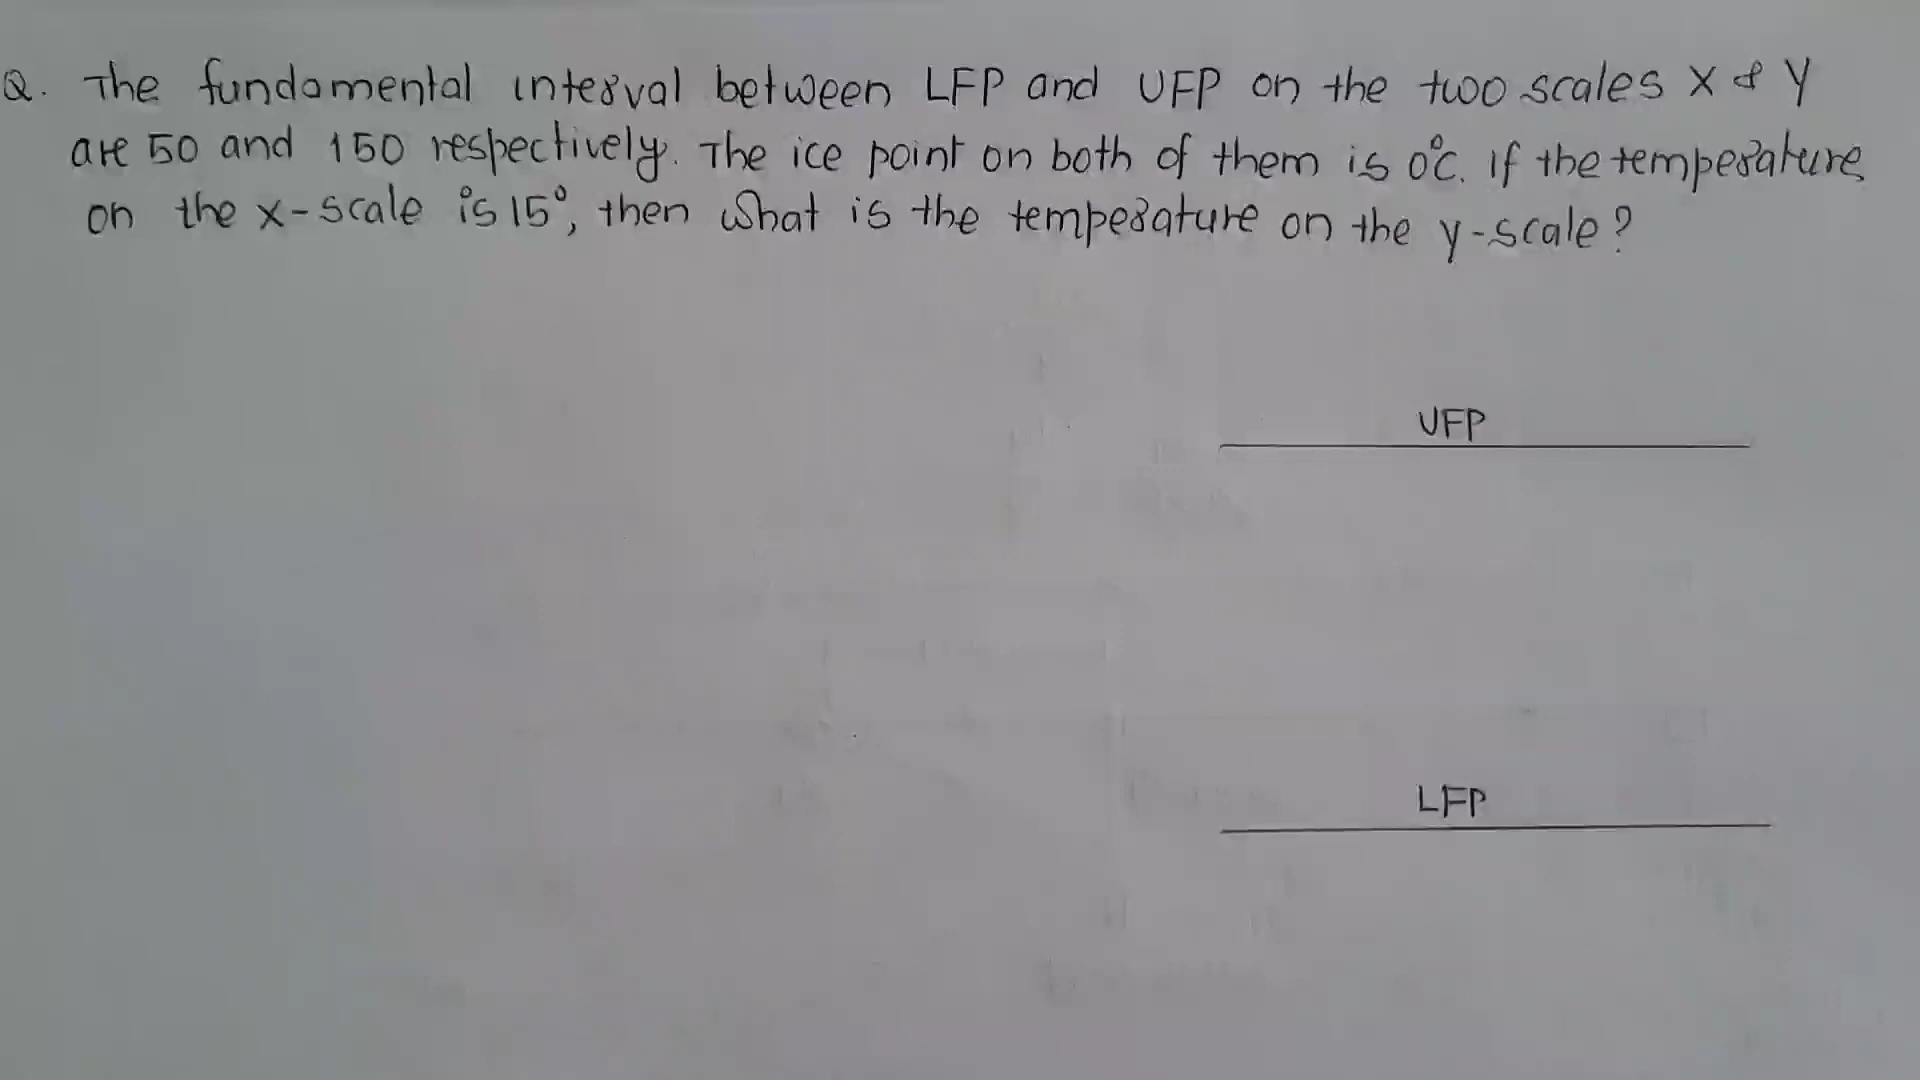 Q. The fundamental interval between LFP and UFP on the two scales X & Y
are 50 and 150 respectively. The ice point on both of them is 0°C. If the temperature
on the x-scale is 15°, then what is the temperature on the y-scale?
UFP
LFP